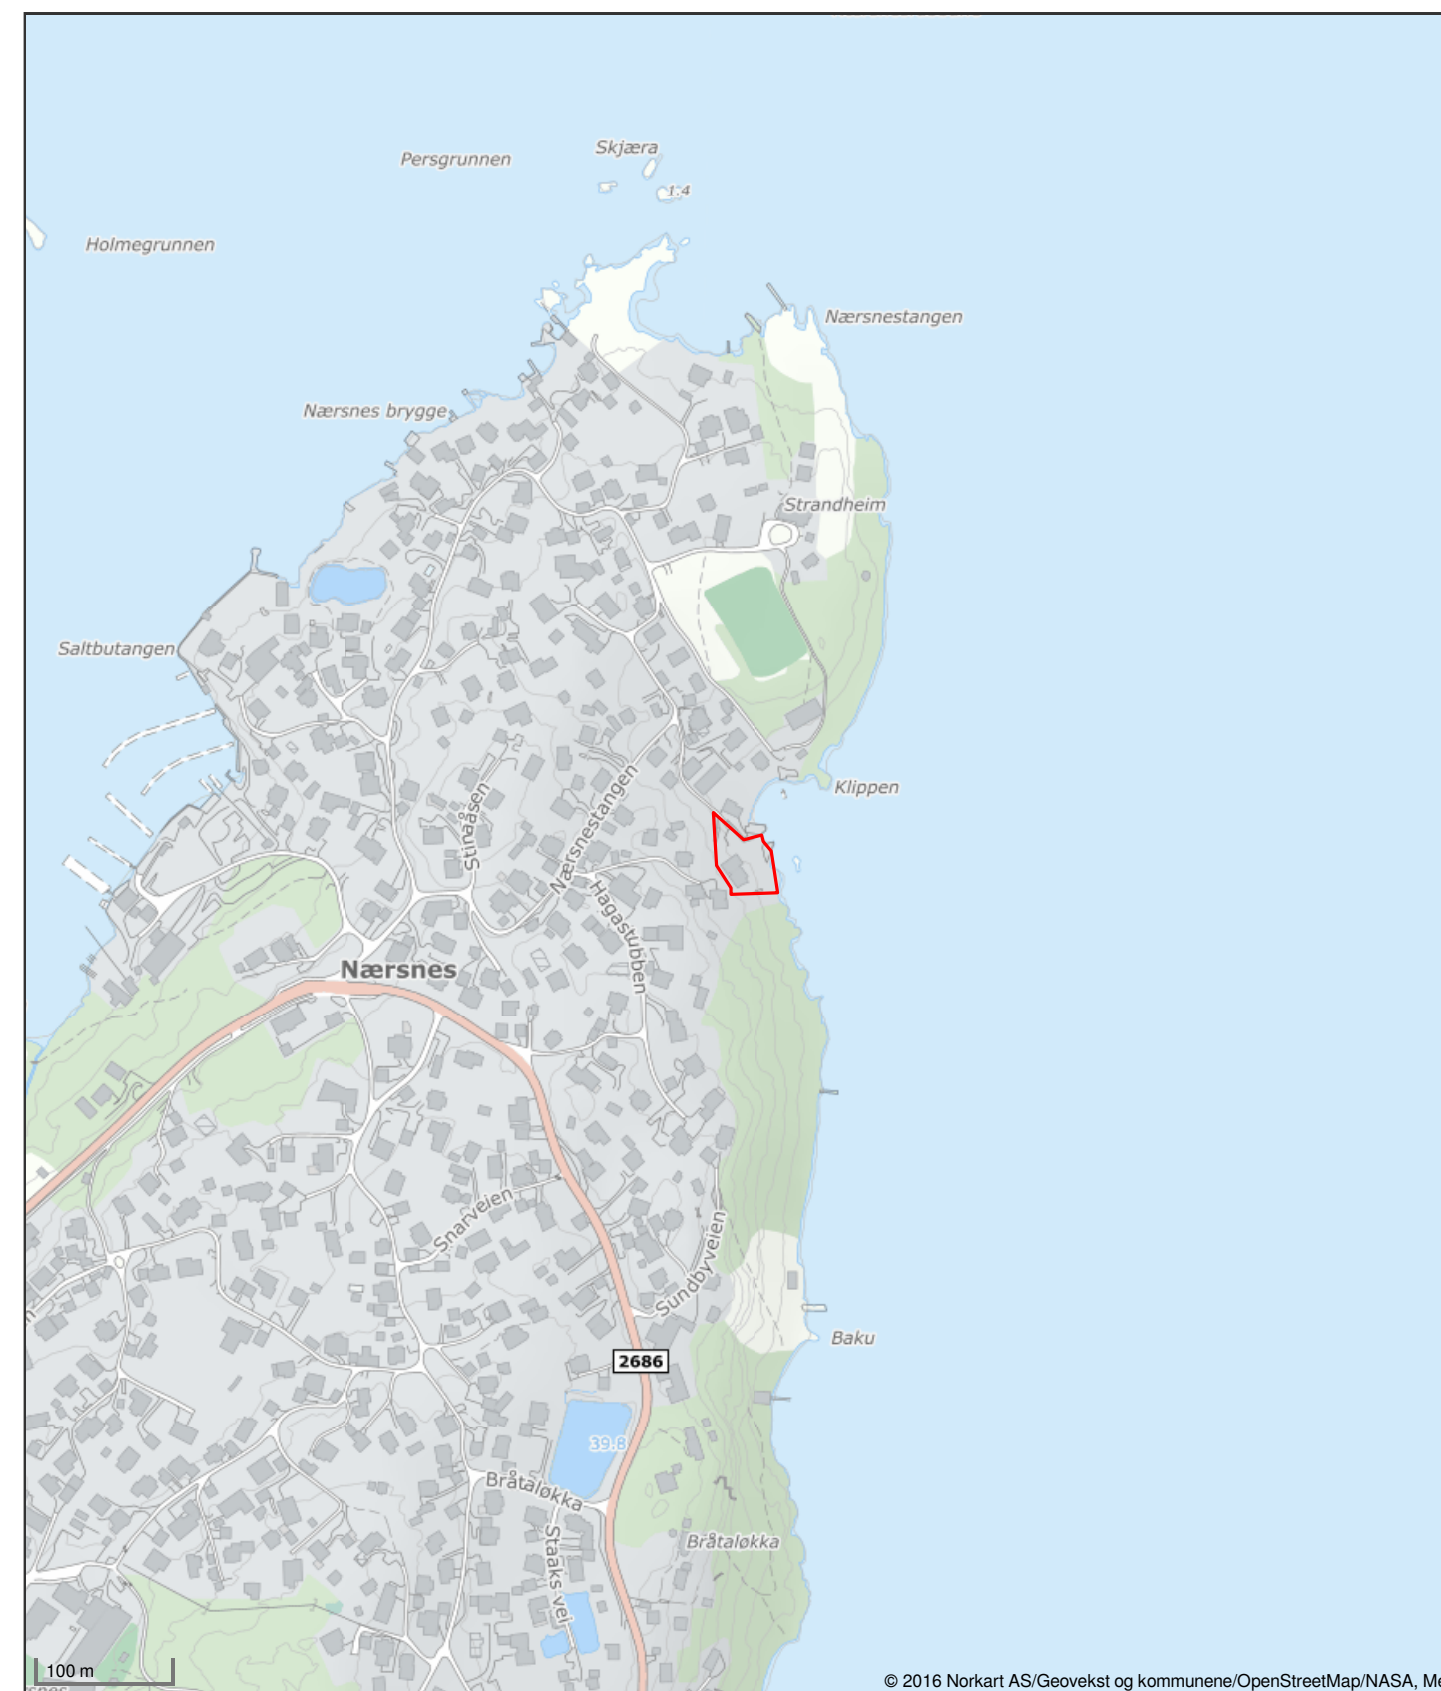 Skjæra
Persgrunnen
1.4
Holmegrunnen
Nærsnestangen
Nærsnes brygge
Strandheim
Saltbutangen
Klippen
Nærsnestangen
Stinaåsen
Hagastubben
Nærsnes
Snarveien
Sundbyveien
Baku
2686
39.8
Bråtaløkka
Staaks vei
Bråtaløkka
100 m
© 2016 Norkart AS/Geovekst og kommunene/OpenStreetMap/NASA, Me